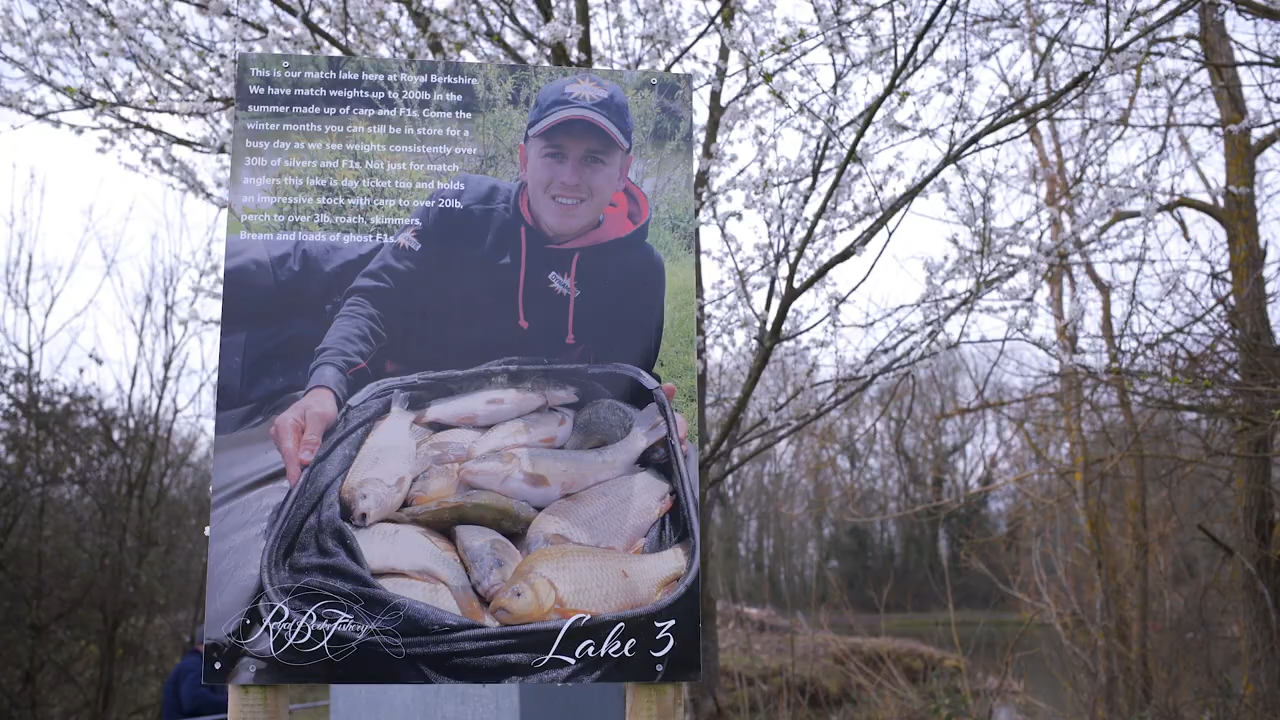 This is our match lake here at Royal Berkshire.
We have match weights up to 200lb in the
summer made up of carp and F1s. Come the
winter months you can still be in store for a
busy day as we see weights consistently over
30lb of silvers and F1s. Not just for match
anglers this lake is day ticket too and holds
an impressive stock with carp to over 20lb,
perch to over 3lb, roach, skimmers,
Bream and loads of ghost F1s.
Royal Berks Fishery
Lake 3